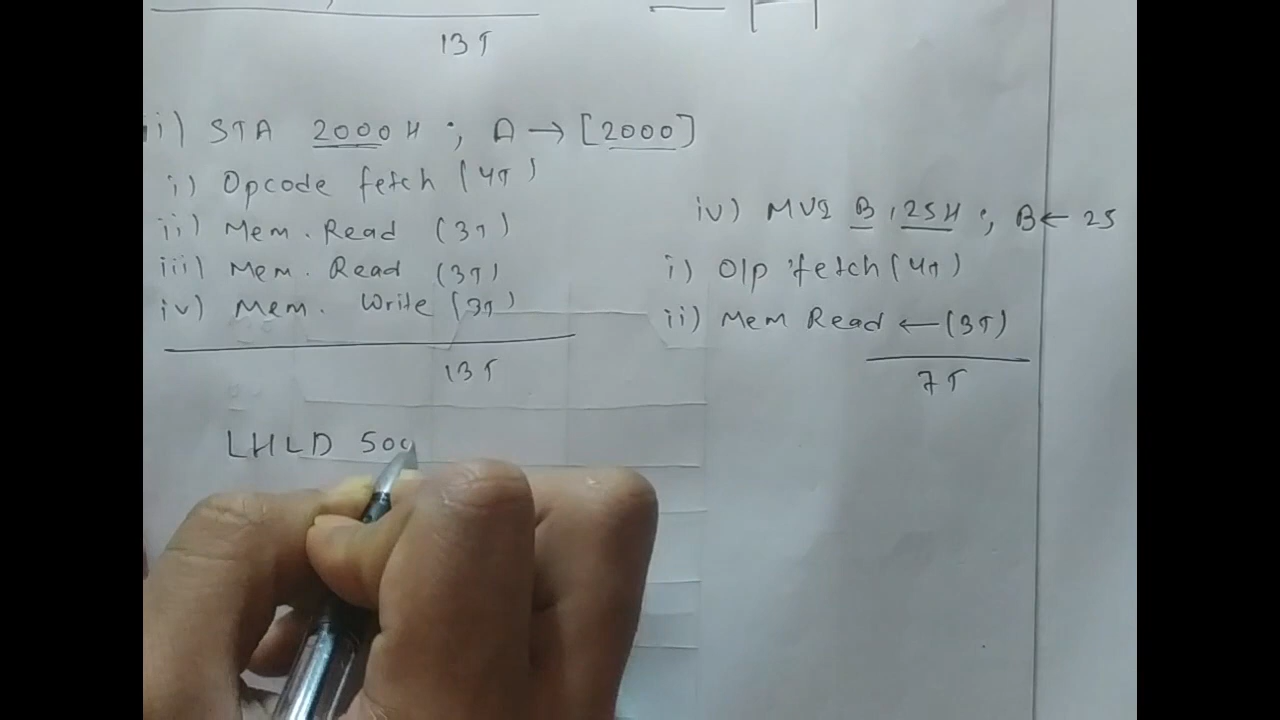 13T
ii) STA 2000H ; A → [2000]
i) Opcode fetch (4T)
ii) Mem. Read (3T)
iii) Mem. Read (3T)
iv) Mem. Write (3T)
13T
LHLD 500
iv) MVI B, 25H ; B ← 25
i) O/p fetch (4T)
ii) Mem Read ← (3T)
7T